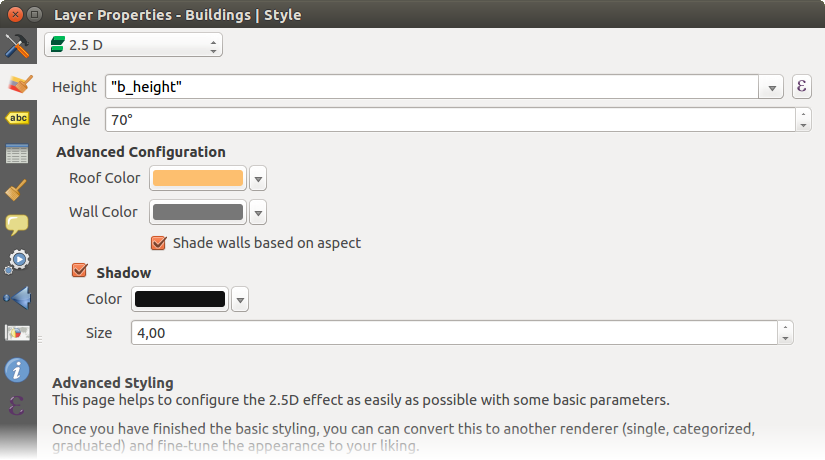 Layer Properties - Buildings | Style
2.5 D
Height "b_height" ε
Angle 70°
abc
Advanced Configuration
Roof Color
Wall Color
Shade walls based on aspect
Shadow
Color
Size 4,00
Advanced Styling
This page helps to configure the 2.5D effect as easily as possible with some basic parameters.
Once you have finished the basic styling, you can can convert this to another renderer (single, categorized,
graduated) and fine-tune the appearance to your liking.